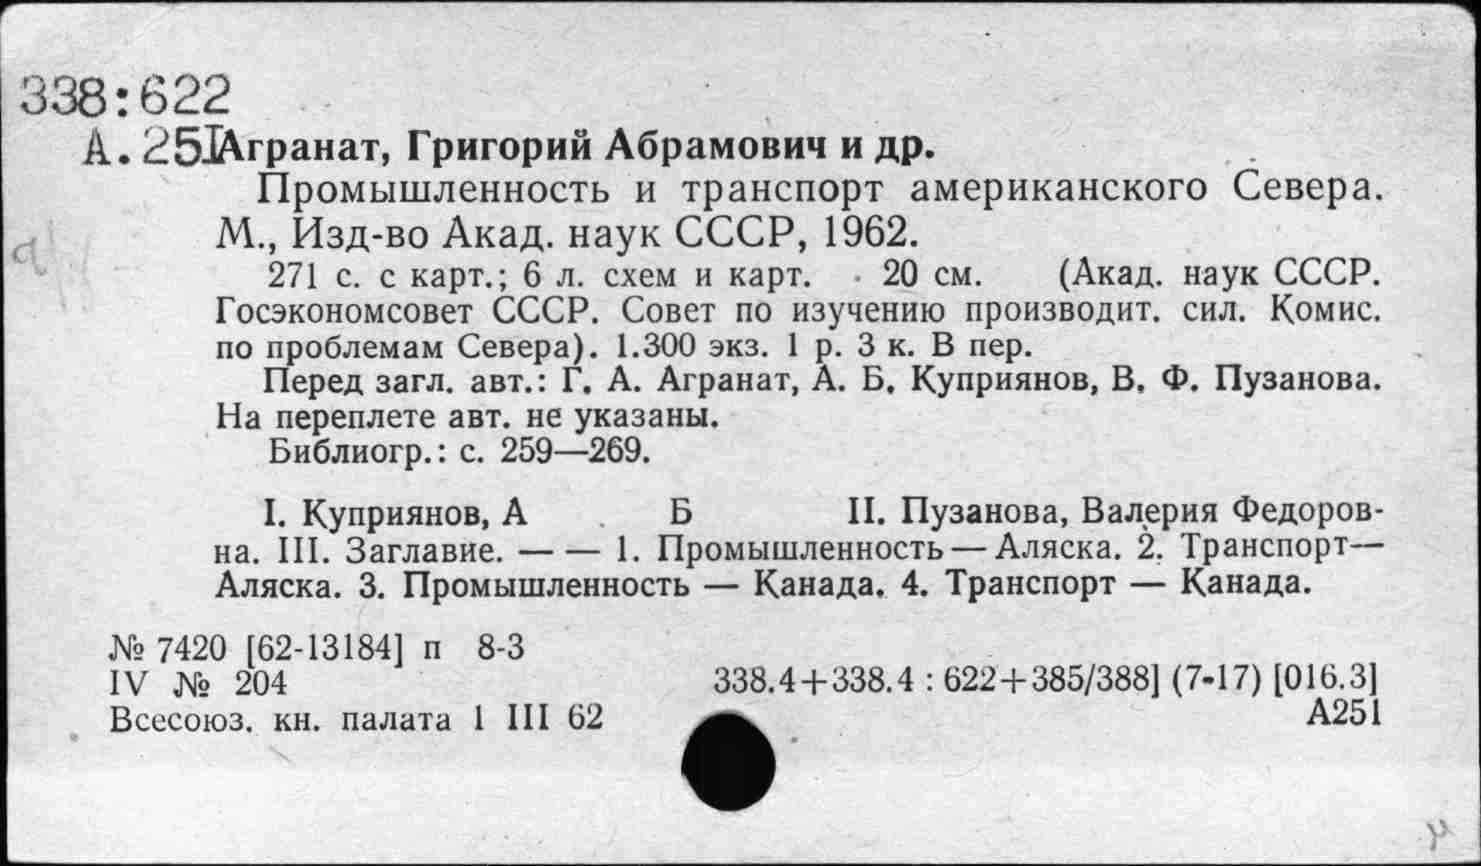 338:622
А.251Агранат, Григорий Абрамович и др.
Промышленность и транспорт американского Севера.
М., Изд-во Акад. наук СССР, 1962.
271 с. с карт.; 6 л. схем и карт. 20 см. (Акад. наук СССР.
Госэкономсовет СССР. Совет по изучению производит. сил. Комис.
по проблемам Севера). 1.300 экз. 1 р. 3 к. В пер.
Перед загл. авт.: Г. А. Агранат, А. Б. Куприянов, В. Ф. Пузанова.
На переплете авт. не указаны.
Библиогр.: с. 259—269.
I. Куприянов, А Б II. Пузанова, Валерия Федоров-
на. III. Заглавие. — — 1. Промышленность — Аляска. 2. Транспорт—
Аляска. 3. Промышленность — Канада. 4. Транспорт — Канада.
№ 7420 [62-13184] п 8-3
IV № 204 338.4+338.4 : 622+385/388] (7-17) [016.3]
Всесоюз. кн. палата 1 III 62 А251